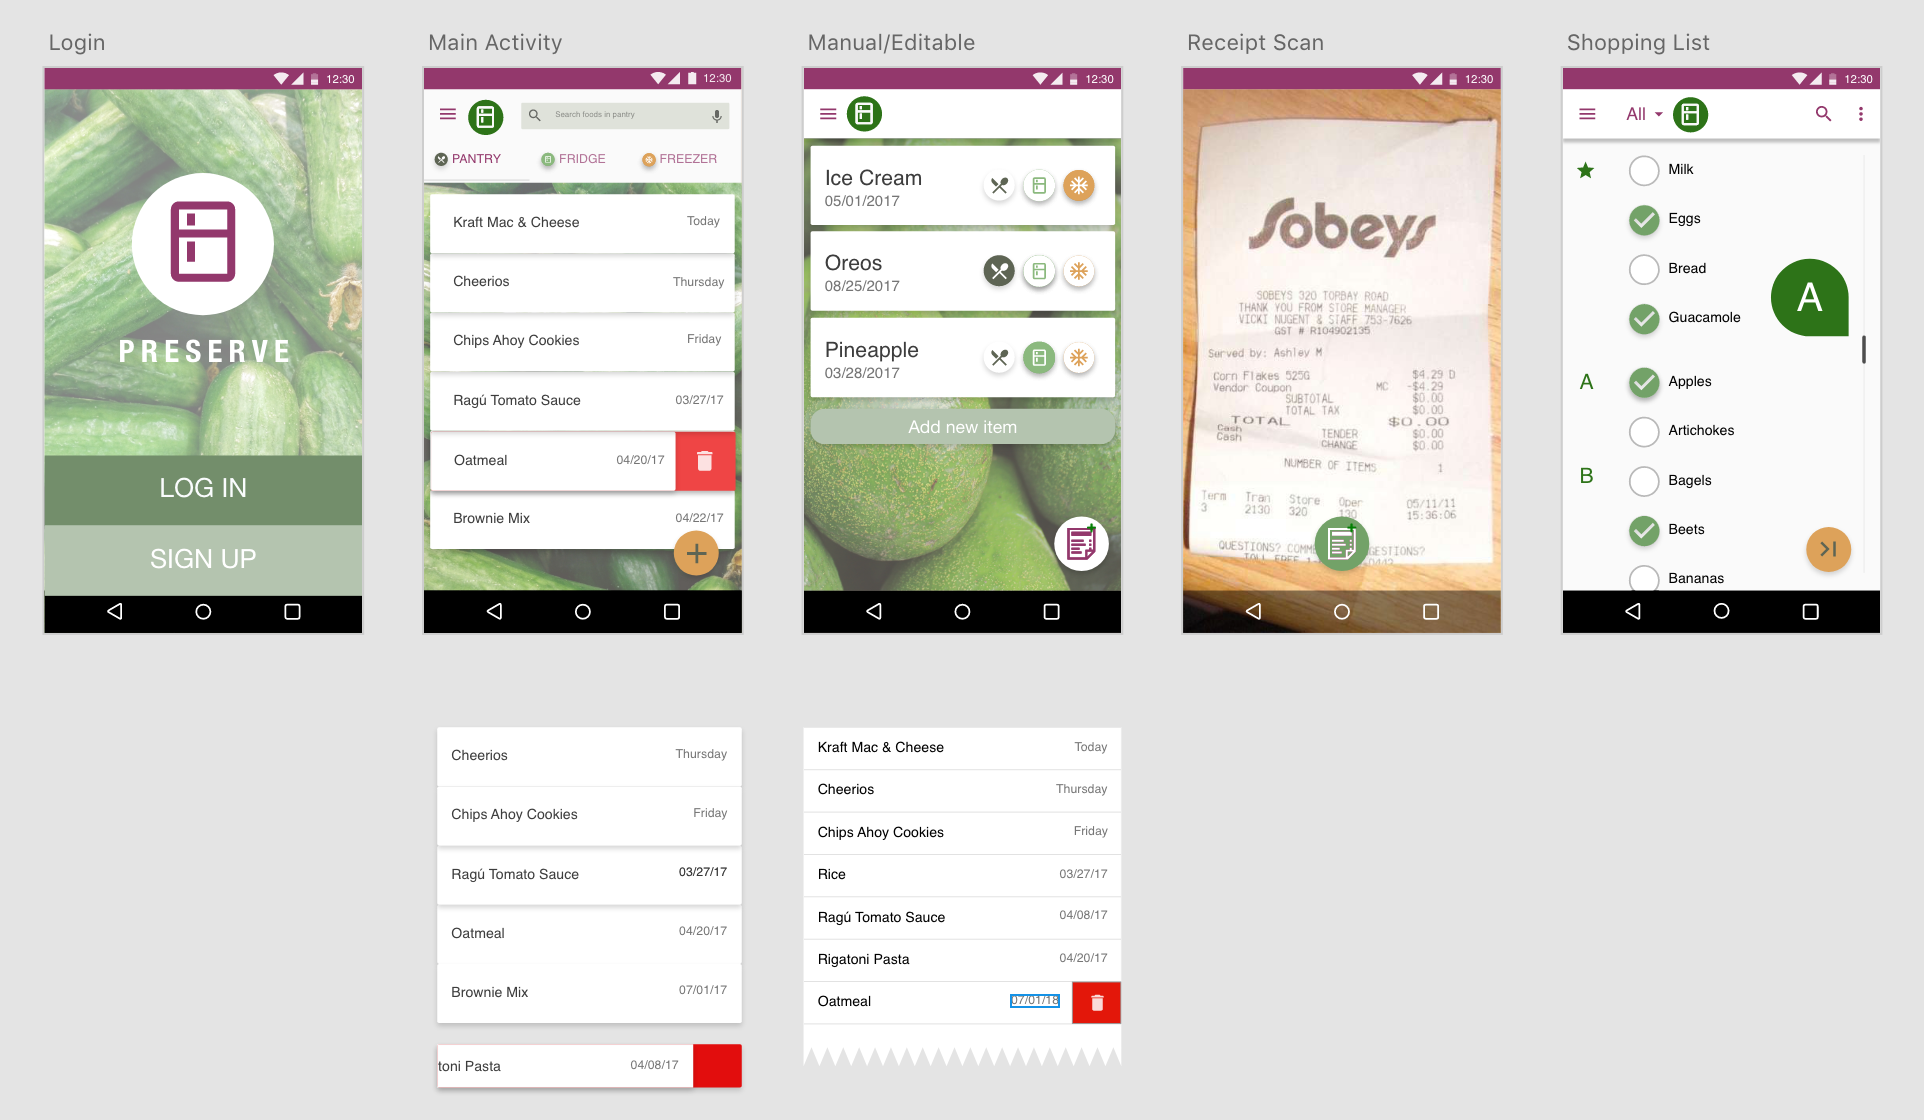 Login
12:30
PRESERVE
LOG IN
SIGN UP
Main Activity
12:30
Search foods in pantry
PANTRY FRIDGE FREEZER
Kraft Mac & Cheese Today
Cheerios Thursday
Chips Ahoy Cookies Friday
Ragú Tomato Sauce 03/27/17
Oatmeal 04/20/17
Brownie Mix 04/22/17
Manual/Editable
12:30
Ice Cream
05/01/2017
Oreos
08/25/2017
Pineapple
03/28/2017
Add new item
Receipt Scan
12:30
Sobeys
SOBEYS 320 TORBAY ROAD
THANK YOU FROM STORE MANAGER
VICKI NUGENT & STAFF 753-7626
GST # R104902135
Served by: Ashley M
Corn Flakes 525G $4.29 D
Vendor Coupon MC -$4.29
SUBTOTAL $0.00
TOTAL TAX $0.00
TOTAL $0.00
Cash TENDER $0.00
Cash CHANGE $0.00
NUMBER OF ITEMS 1
Term Tran Store Oper 05/11/11
3 2130 320 130 15:36:06
QUESTIONS?
TOLL FREE
Shopping List
12:30
All
Milk
Eggs
Bread
Guacamole
A
A Apples
Artichokes
B Bagels
Beets
Bananas
Cheerios Thursday
Chips Ahoy Cookies Friday
Ragú Tomato Sauce 03/27/17
Oatmeal 04/20/17
Brownie Mix 07/01/17
toni Pasta 04/08/17
Kraft Mac & Cheese Today
Cheerios Thursday
Chips Ahoy Cookies Friday
Rice 03/27/17
Ragú Tomato Sauce 04/08/17
Rigatoni Pasta 04/20/17
Oatmeal 07/01/18